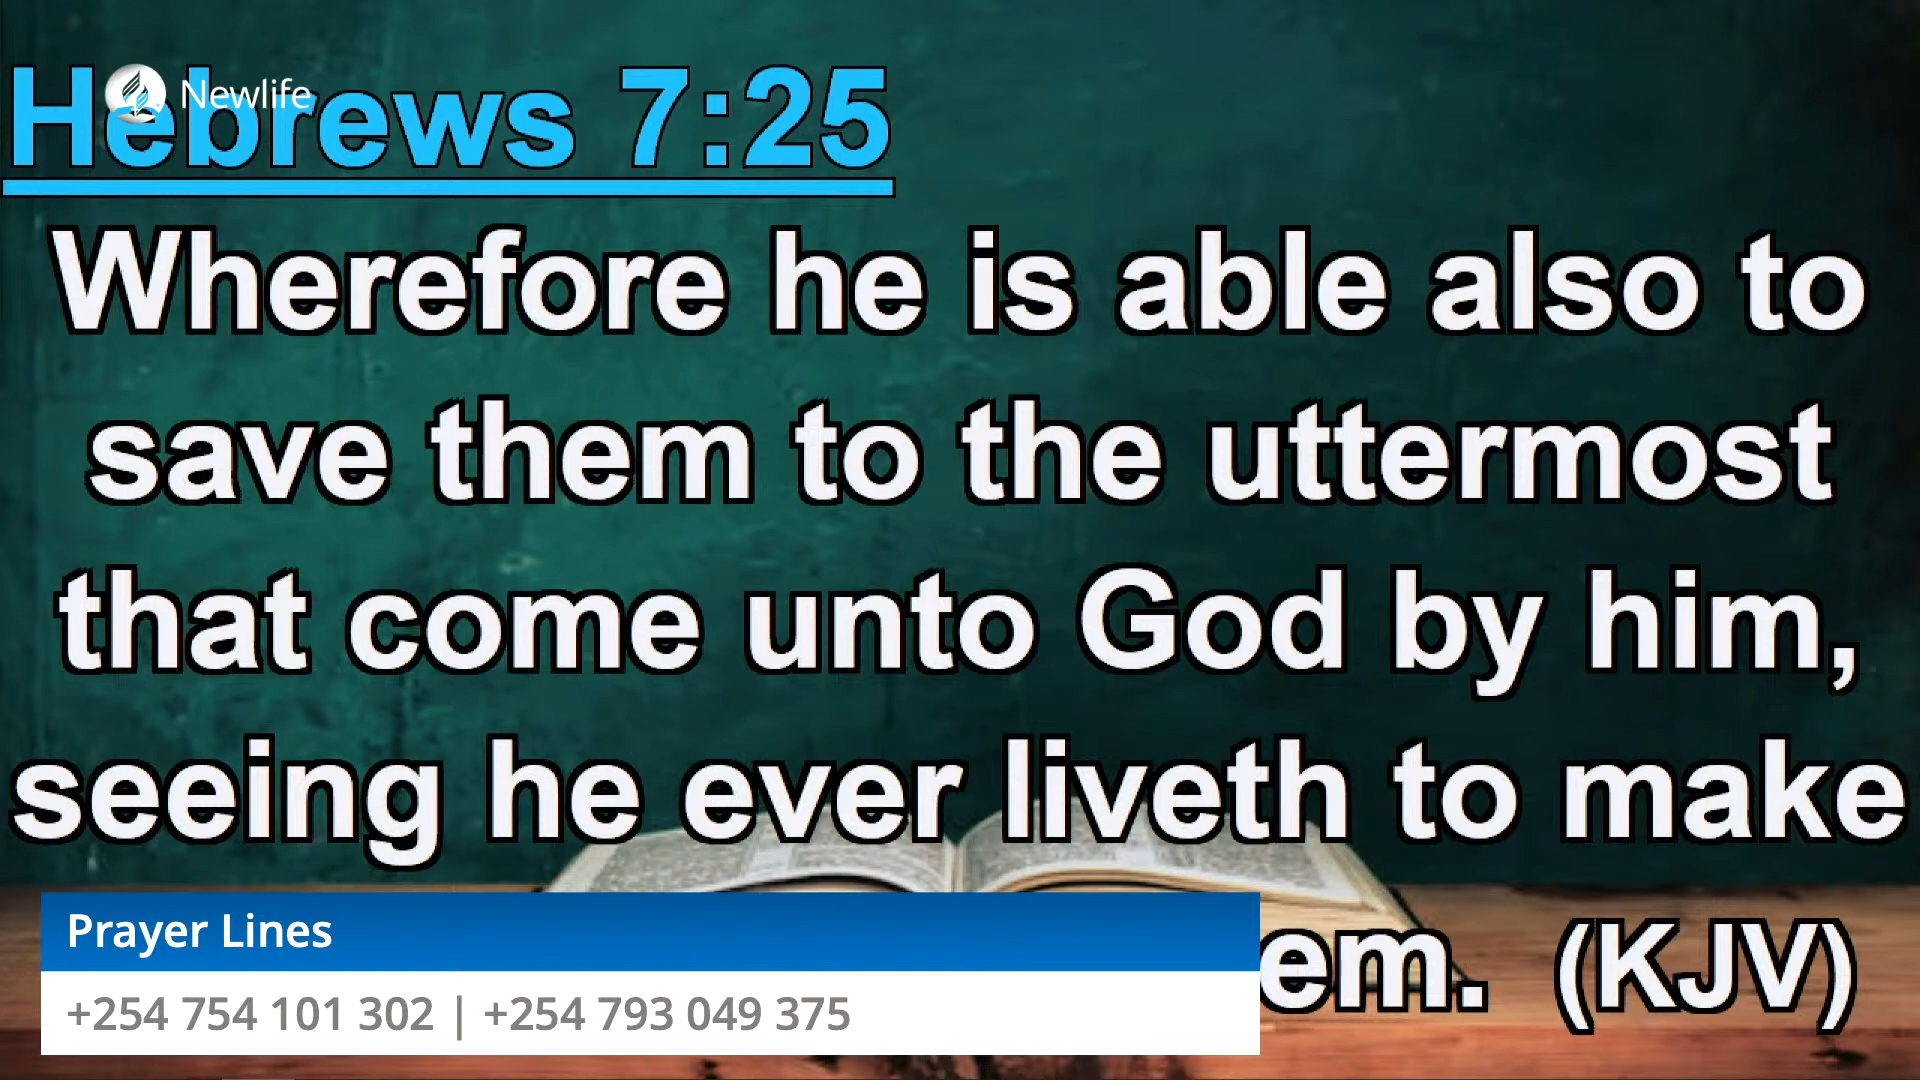 Hebrews 7:25
Newlife
Wherefore he is able also to
save them to the uttermost
that come unto God by him,
seeing he ever liveth to make
em. (KJV)
Prayer Lines
+254 754 101 302 | +254 793 049 375